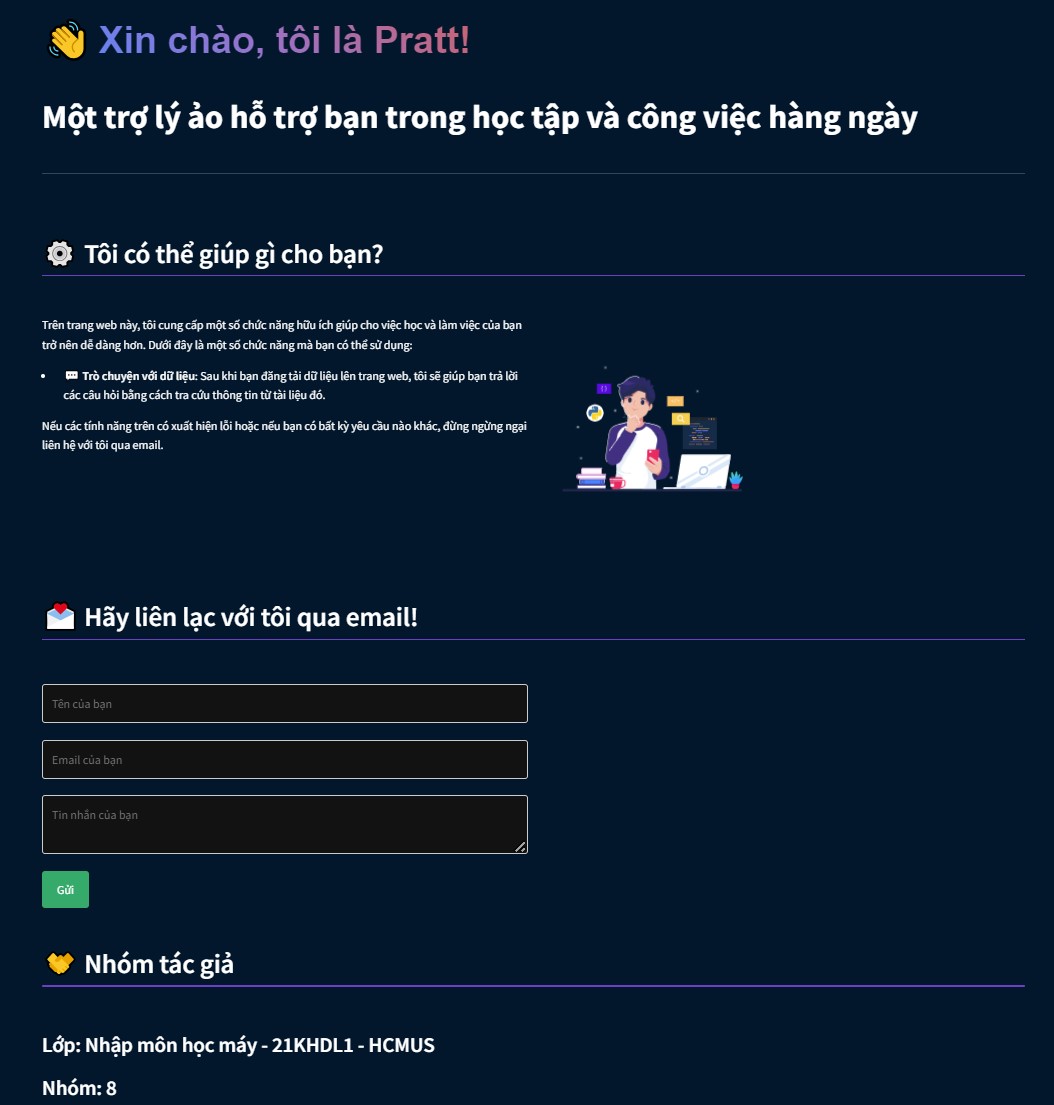 👋 Xin chào, tôi là Pratt!
Một trợ lý ảo hỗ trợ bạn trong học tập và công việc hàng ngày
⚙️ Tôi có thể giúp gì cho bạn?
Trên trang web này, tôi cung cấp một số chức năng hữu ích giúp cho việc học và làm việc của bạn
trở nên dễ dàng hơn. Dưới đây là một số chức năng mà bạn có thể sử dụng:
• 💬 Trò chuyện với dữ liệu: Sau khi bạn đăng tải dữ liệu lên trang web, tôi sẽ giúp bạn trả lời
các câu hỏi bằng cách tra cứu thông tin từ tài liệu đó.
Nếu các tính năng trên có xuất hiện lỗi hoặc nếu bạn có bất kỳ yêu cầu nào khác, đừng ngừng ngại
liên hệ với tôi qua email.
💌 Hãy liên lạc với tôi qua email!
Tên của bạn
Email của bạn
Tin nhắn của bạn
Gửi
🤝 Nhóm tác giả
Lớp: Nhập môn học máy - 21KHDL1 - HCMUS
Nhóm: 8